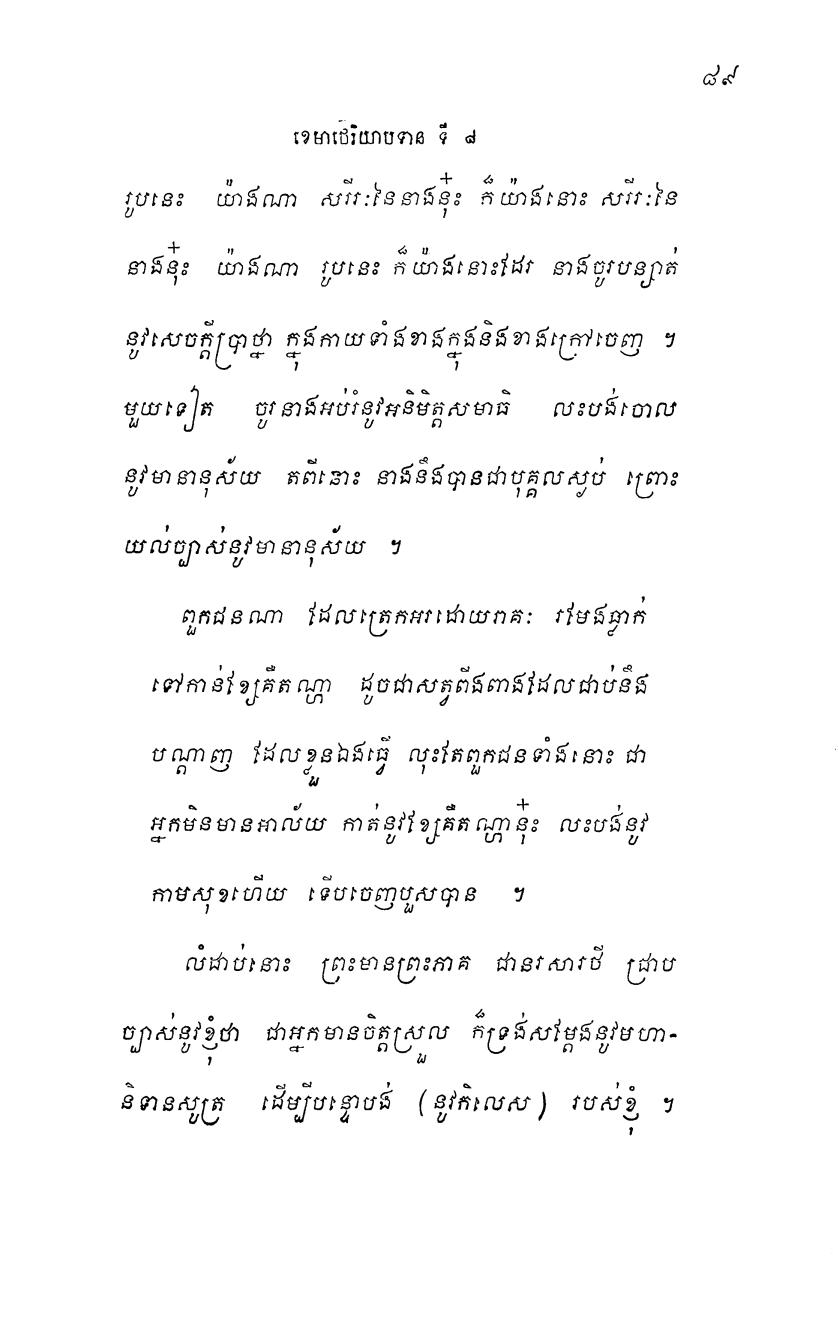 ៨៩
ខេមាថេរិយាបទាន ទី ៨
រូបនេះ យ៉ាងណា សរីរៈនៃនាងនុ៎ះ ក៏យ៉ាងនោះ សរីរៈនៃ
នាងនុ៎ះ យ៉ាងណា រូបនេះ ក៏យ៉ាងនោះដែរ នាងចូរបន្សាត់
នូវសេចក្តីប្រាថ្នា ក្នុងកាយទាំងខាងក្នុងនិងខាងក្រៅចេញ ។
មួយទៀត ចូរនាងអប់រំនូវអនិមិត្តសមាធិ លះបង់ចោល
នូវមានានុស័យ តពីនោះ នាងនឹងបានជាបុគ្គលស្ងប់ ព្រោះ
យល់ច្បាស់នូវមានានុស័យ ។
ពួកជនណា ដែលត្រេកអរដោយរាគៈ រមែងធ្លាក់
ទៅកាន់ខ្សែគឺតណ្ហា ដូចជាសត្វពីងពាងដែលជាប់នឹង
បណ្តាញ ដែលខ្លួនឯងធ្វើ លុះតែពួកជនទាំងនោះ ជា
អ្នកមិនមានអាល័យ កាត់នូវខ្សែគឺតណ្ហានុ៎ះ លះបង់នូវ
កាមសុខហើយ ទើបចេញបួសបាន ។
លំដាប់នោះ ព្រះមានព្រះភាគ ជានរសារថី ជ្រាប
ច្បាស់នូវខ្ញុំថា ជាអ្នកមានចិត្តស្រួល ក៏ទ្រង់សម្តែងនូវមហា-
និទានសូត្រ ដើម្បីបន្ទោបង់ (នូវកិលេស) របស់ខ្ញុំ ។